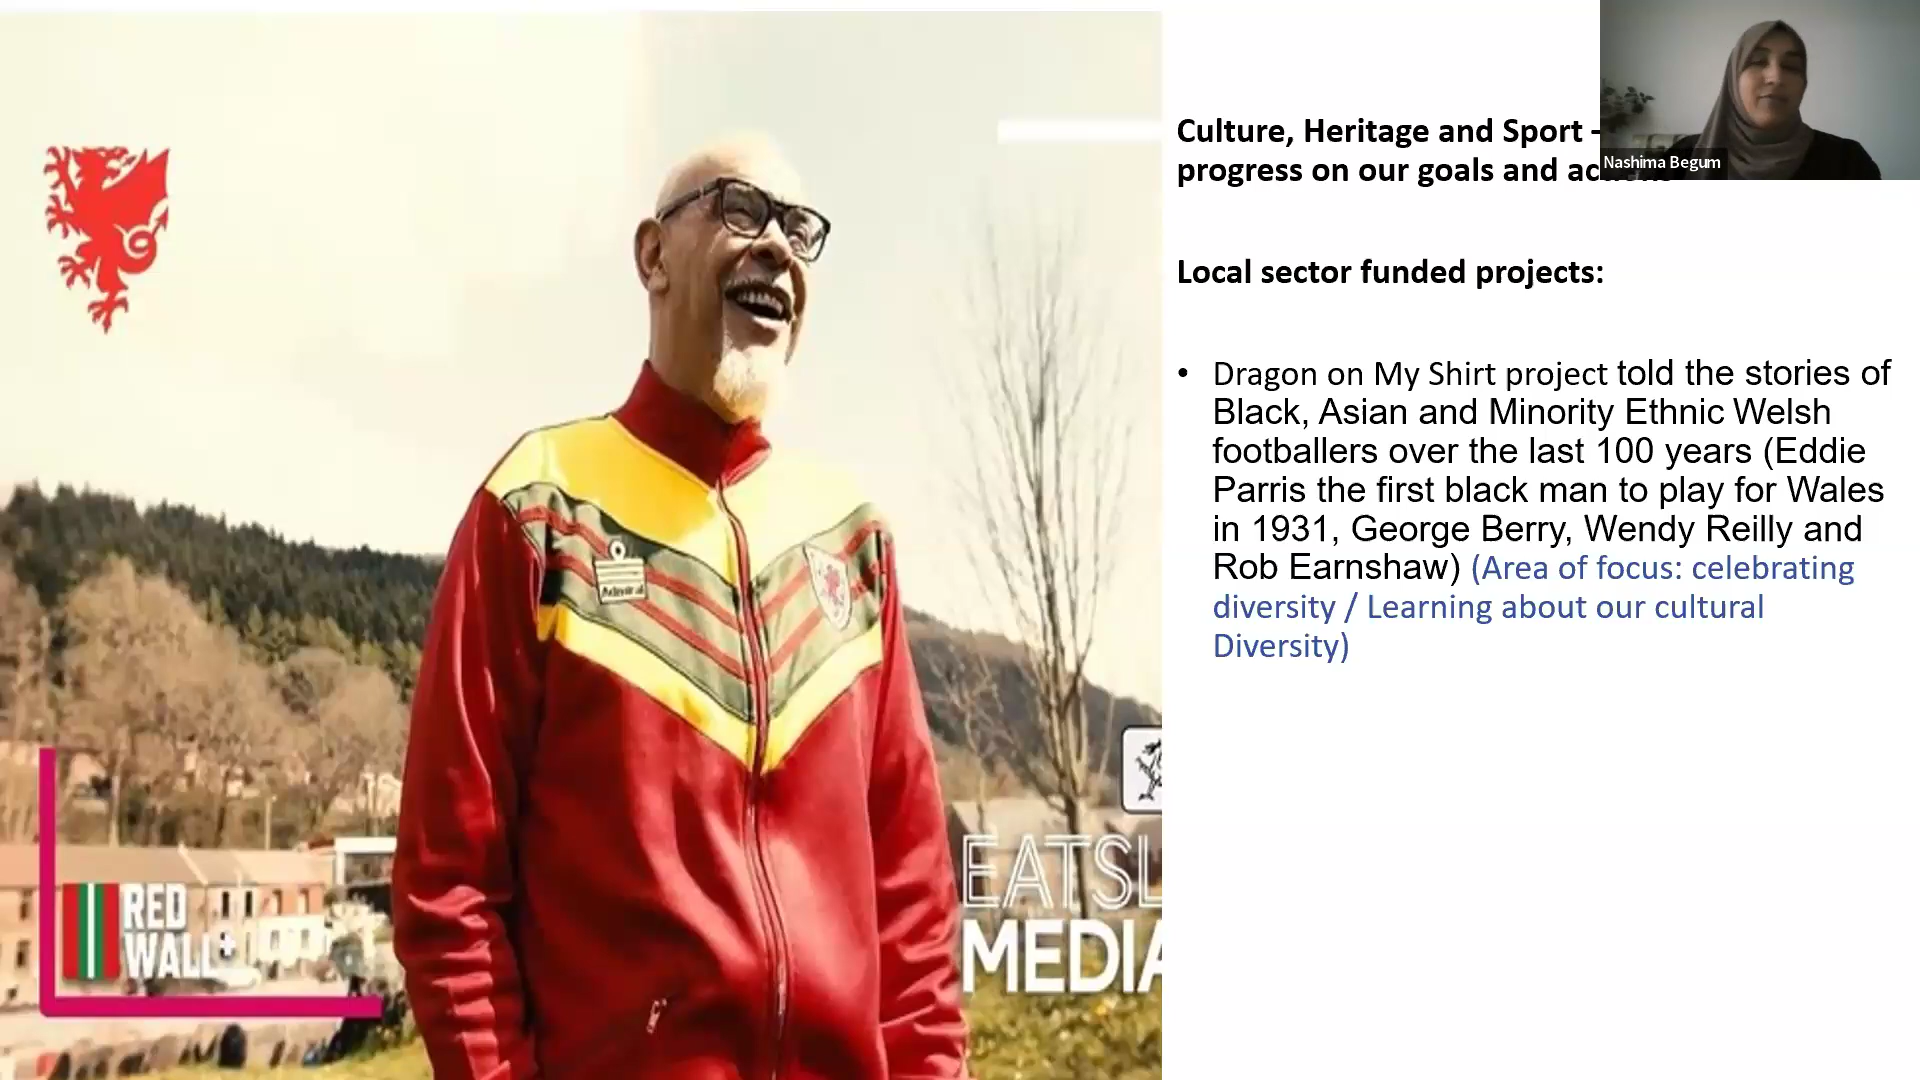 Culture, Heritage and Sport -
progress on our goals and actions
Nashima Begum
Local sector funded projects:
• Dragon on My Shirt project told the stories of
Black, Asian and Minority Ethnic Welsh
footballers over the last 100 years (Eddie
Parris the first black man to play for Wales
in 1931, George Berry, Wendy Reilly and
Rob Earnshaw) (Area of focus: celebrating
diversity / Learning about our cultural
Diversity)
Admiral
RED
WALL+
EATSL
MEDIA